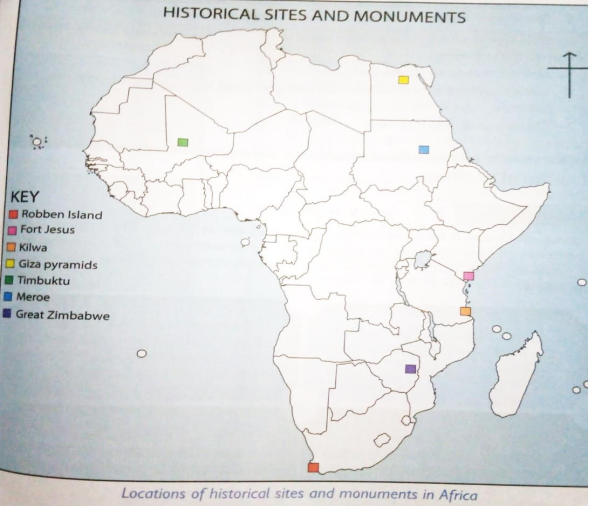 HISTORICAL SITES AND MONUMENTS
KEY
Robben Island
Fort Jesus
Kilwa
Giza pyramids
Timbuktu
Meroe
Great Zimbabwe
Locations of historical sites and monuments in Africa